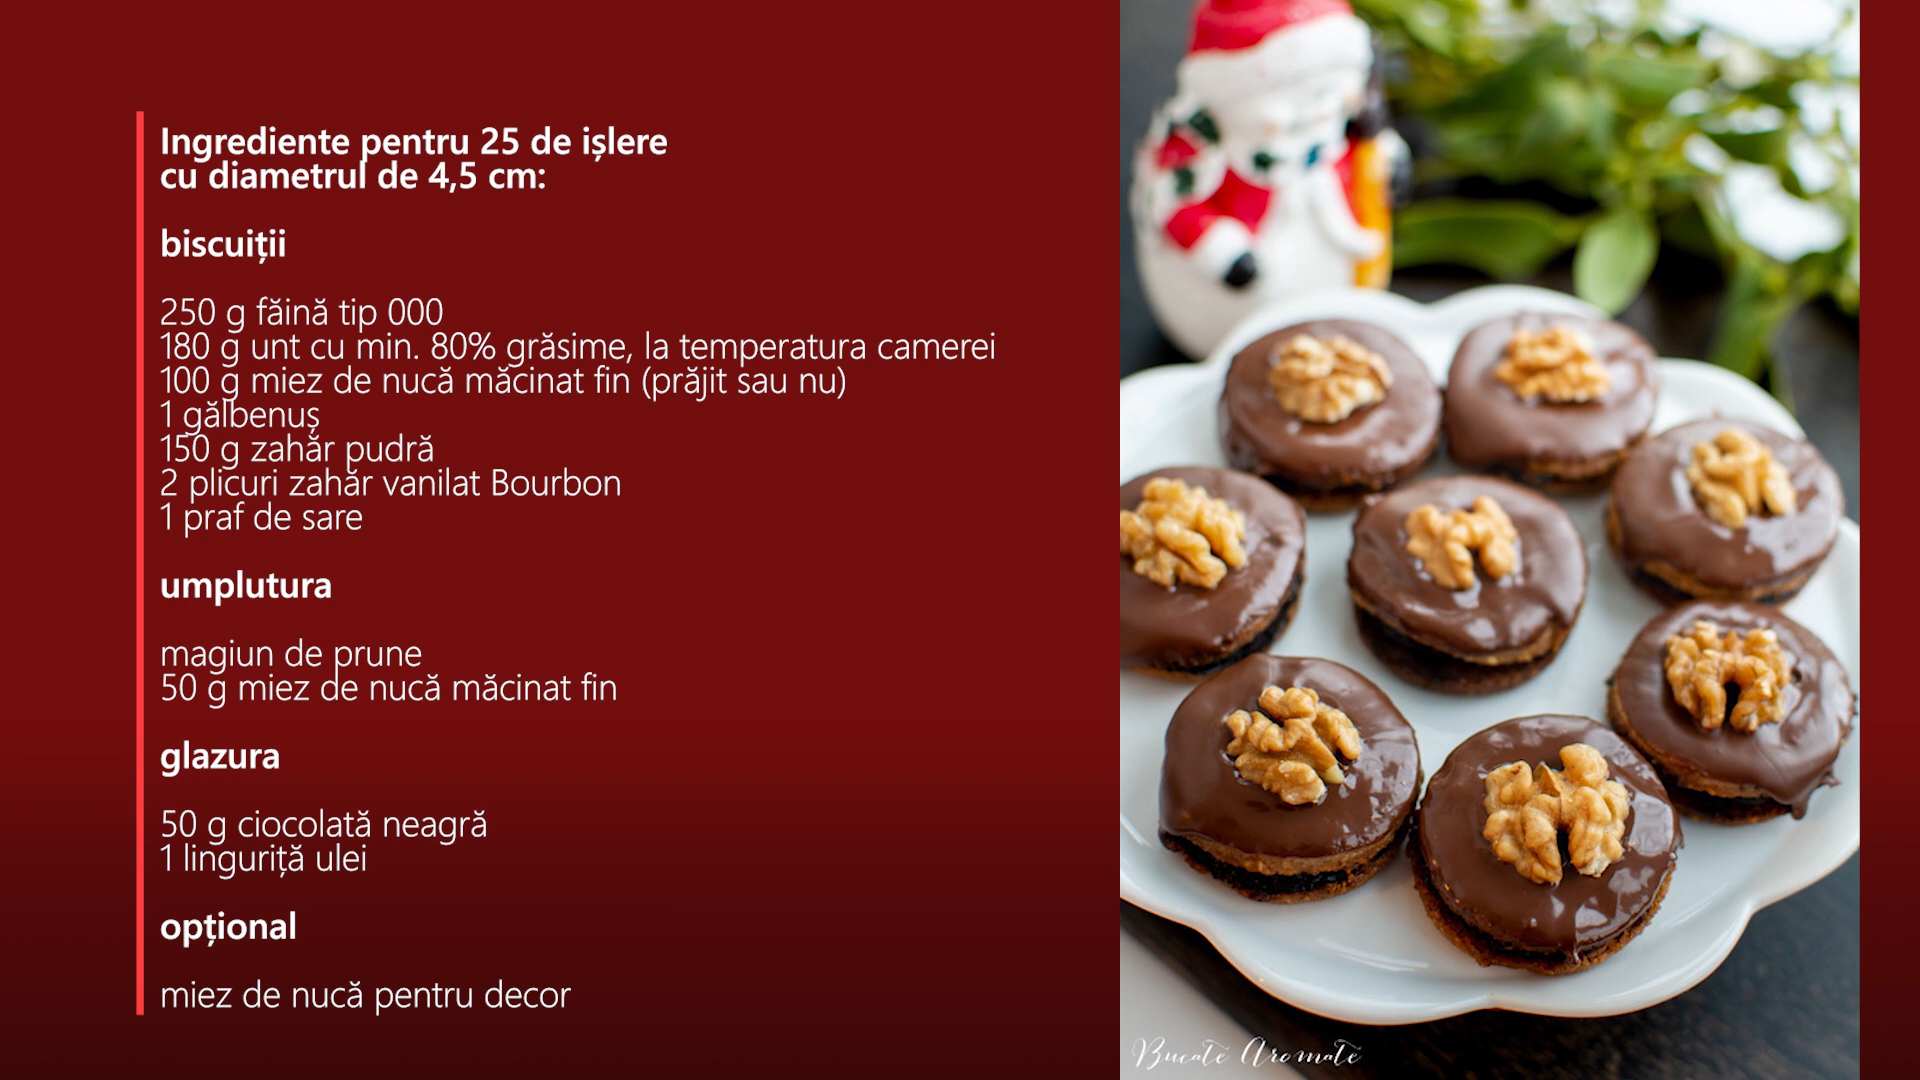 Ingrediente pentru 25 de ișlere
cu diametrul de 4,5 cm:
biscuiții
250 g făină tip 000
180 g unt cu min. 80% grăsime, la temperatura camerei
100 g miez de nucă măcinat fin (prăjit sau nu)
1 gălbenuș
150 g zahăr pudră
2 plicuri zahăr vanilat Bourbon
1 praf de sare
umplutura
magiun de prune
50 g miez de nucă măcinat fin
glazura
50 g ciocolată neagră
1 linguriță ulei
opțional
miez de nucă pentru decor
Bucate Aromate